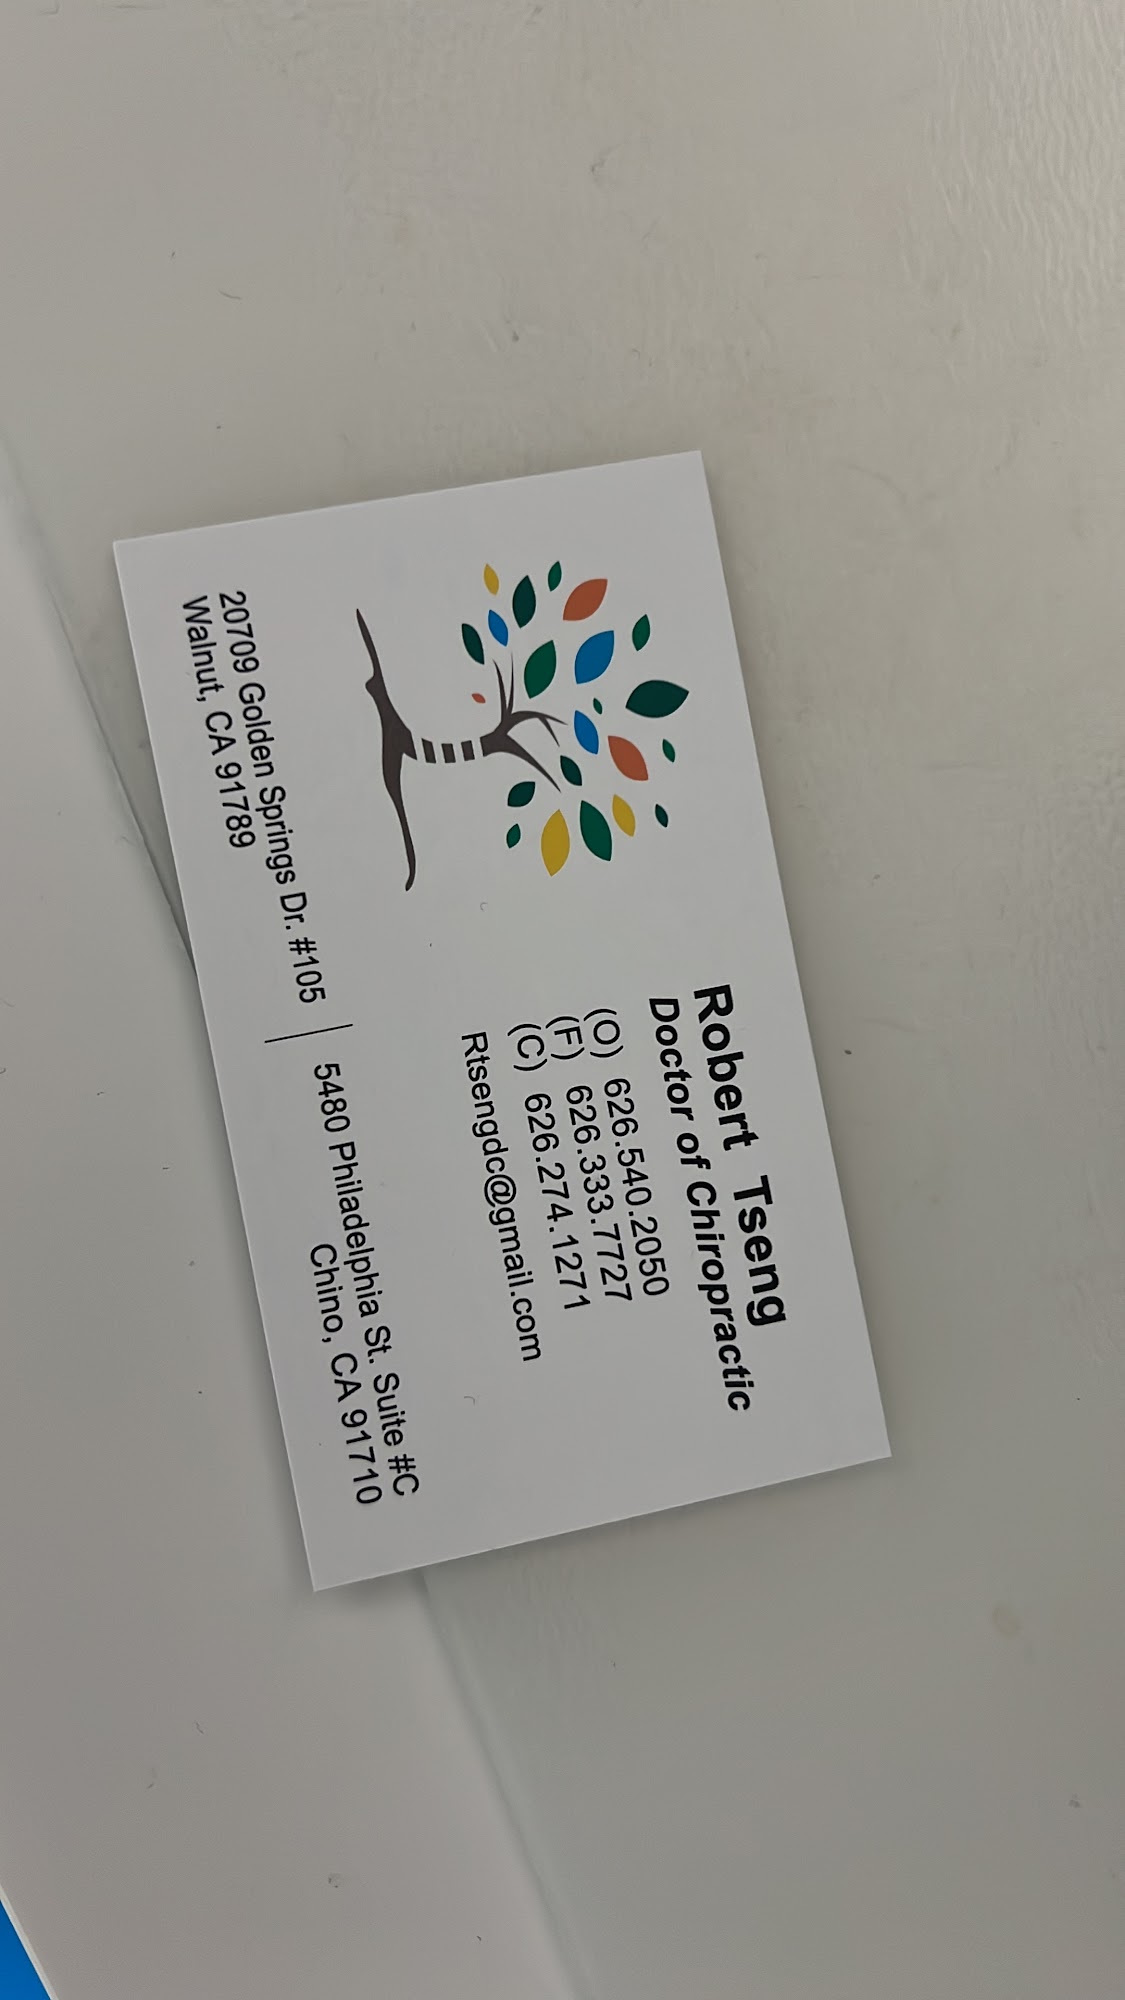 Robert Tseng
Doctor of Chiropractic
(O) 626.540.2050
(F) 626.333.7727
(C) 626.274.1271
Rtsengdc@gmail.com
20709 Golden Springs Dr. #105
Walnut, CA 91789
5480 Philadelphia St. Suite #C
Chino, CA 91710